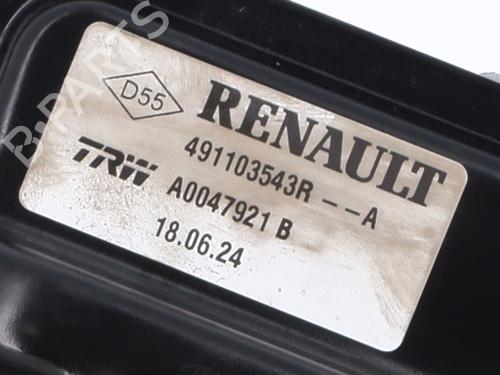 D55
RENAULT
491103543R --A
TRW A0047921 B
18.06.24
B-PARTS